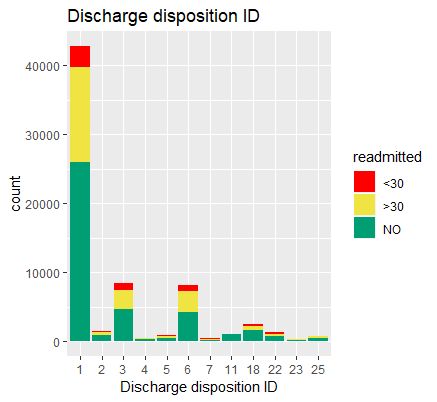 Discharge disposition ID
40000
30000
20000
10000
0
count
1 2 3 4 5 6 7 11 18 22 23 25
Discharge disposition ID
readmitted
<30
>30
NO